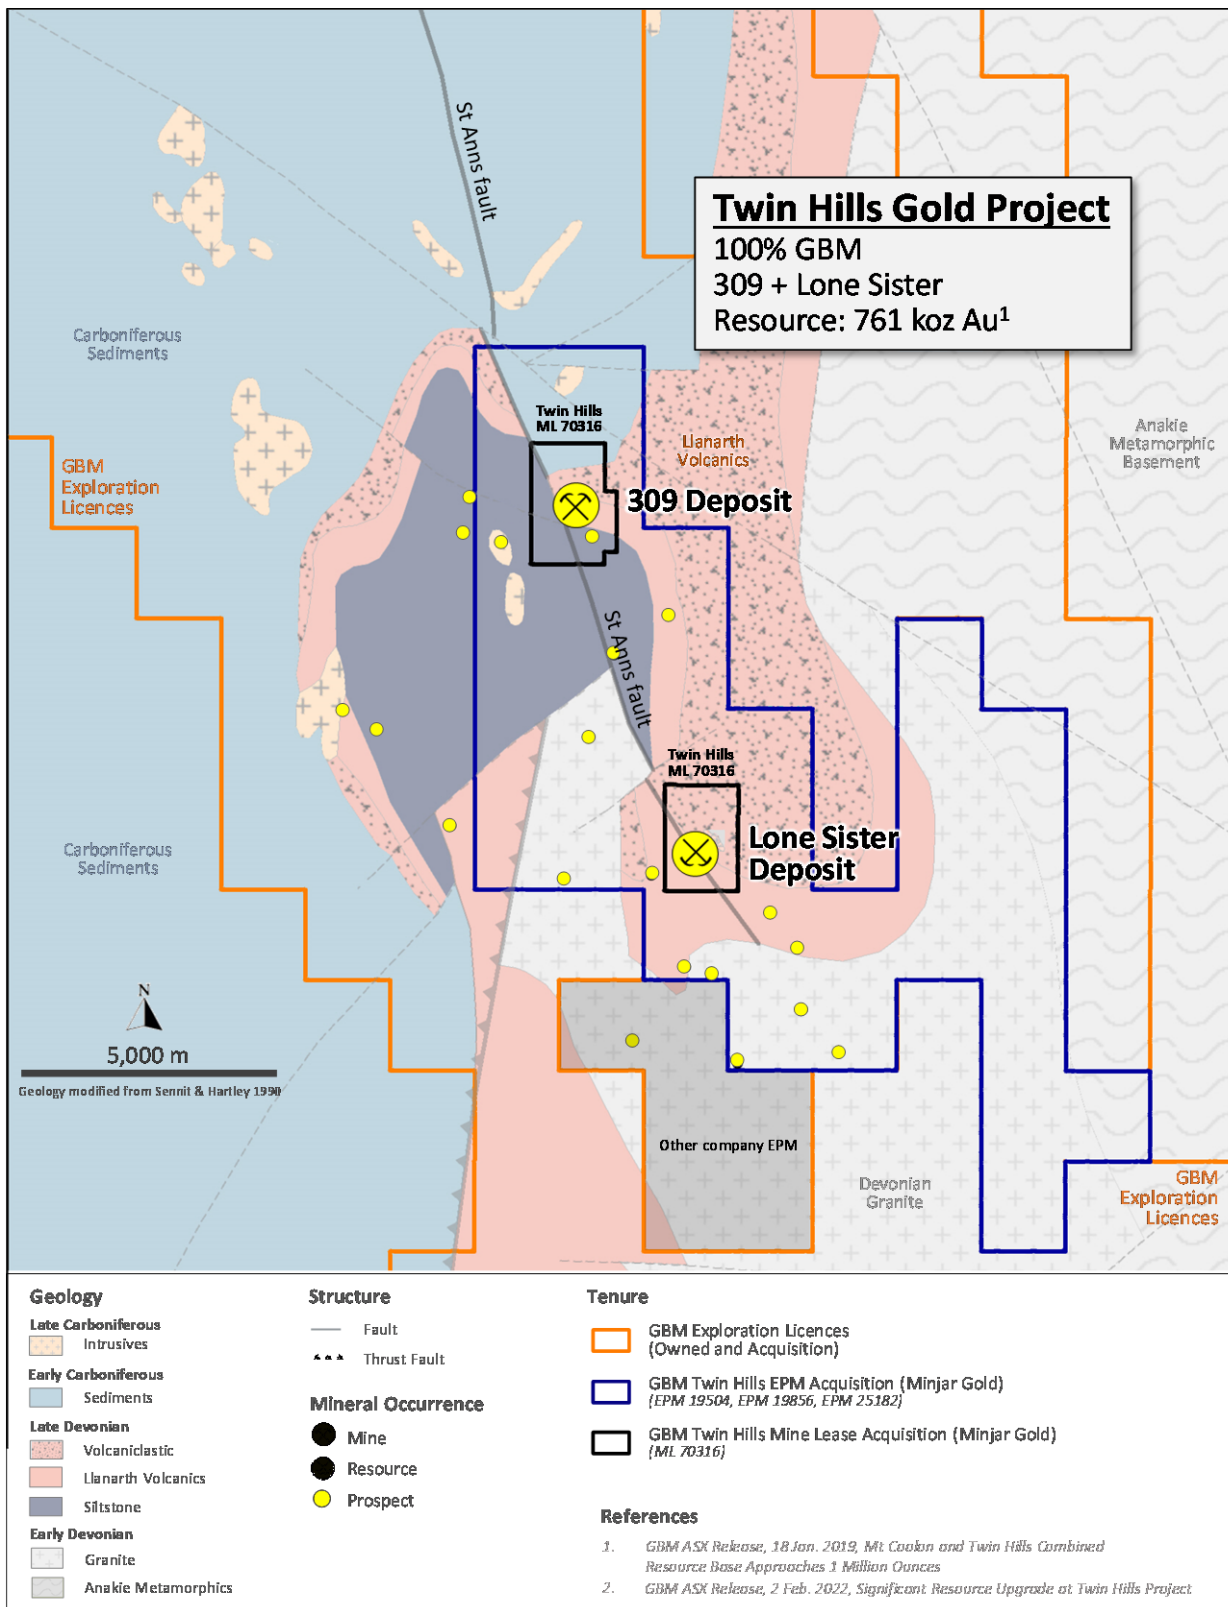 Twin Hills Gold Project
100% GBM
309 + Lone Sister
Resource: 761 koz Au1
St Anns fault
Carboniferous
Sediments
Twin Hills
ML 70316
Llanarth
Volcanics
Anakie
Metamorphic
Basement
GBM
Exploration
Licences
309 Deposit
St Anns fault
Twin Hills
ML 70316
Carboniferous
Sediments
Lone Sister
Deposit
N
5,000 m
Geology modified from Sennit & Hartley 1990
Other company EPM
Devonian
Granite
GBM
Exploration
Licences
Geology
Late Carboniferous
Intrusives
Early Carboniferous
Sediments
Late Devonian
Volcaniclastic
Llanarth Volcanics
Siltstone
Early Devonian
Granite
Anakie Metamorphics
Structure
Fault
Thrust Fault
Mineral Occurrence
Mine
Resource
Prospect
Tenure
GBM Exploration Licences
(Owned and Acquisition)
GBM Twin Hills EPM Acquisition (Minjar Gold)
(EPM 19504, EPM 19856, EPM 25182)
GBM Twin Hills Mine Lease Acquisition (Minjar Gold)
(ML 70316)
References
1. GBM ASX Release, 18 Jan. 2019, Mt Coolon and Twin Hills Combined
Resource Base Approaches 1 Million Ounces
2. GBM ASX Release, 2 Feb. 2022, Significant Resource Upgrade at Twin Hills Project